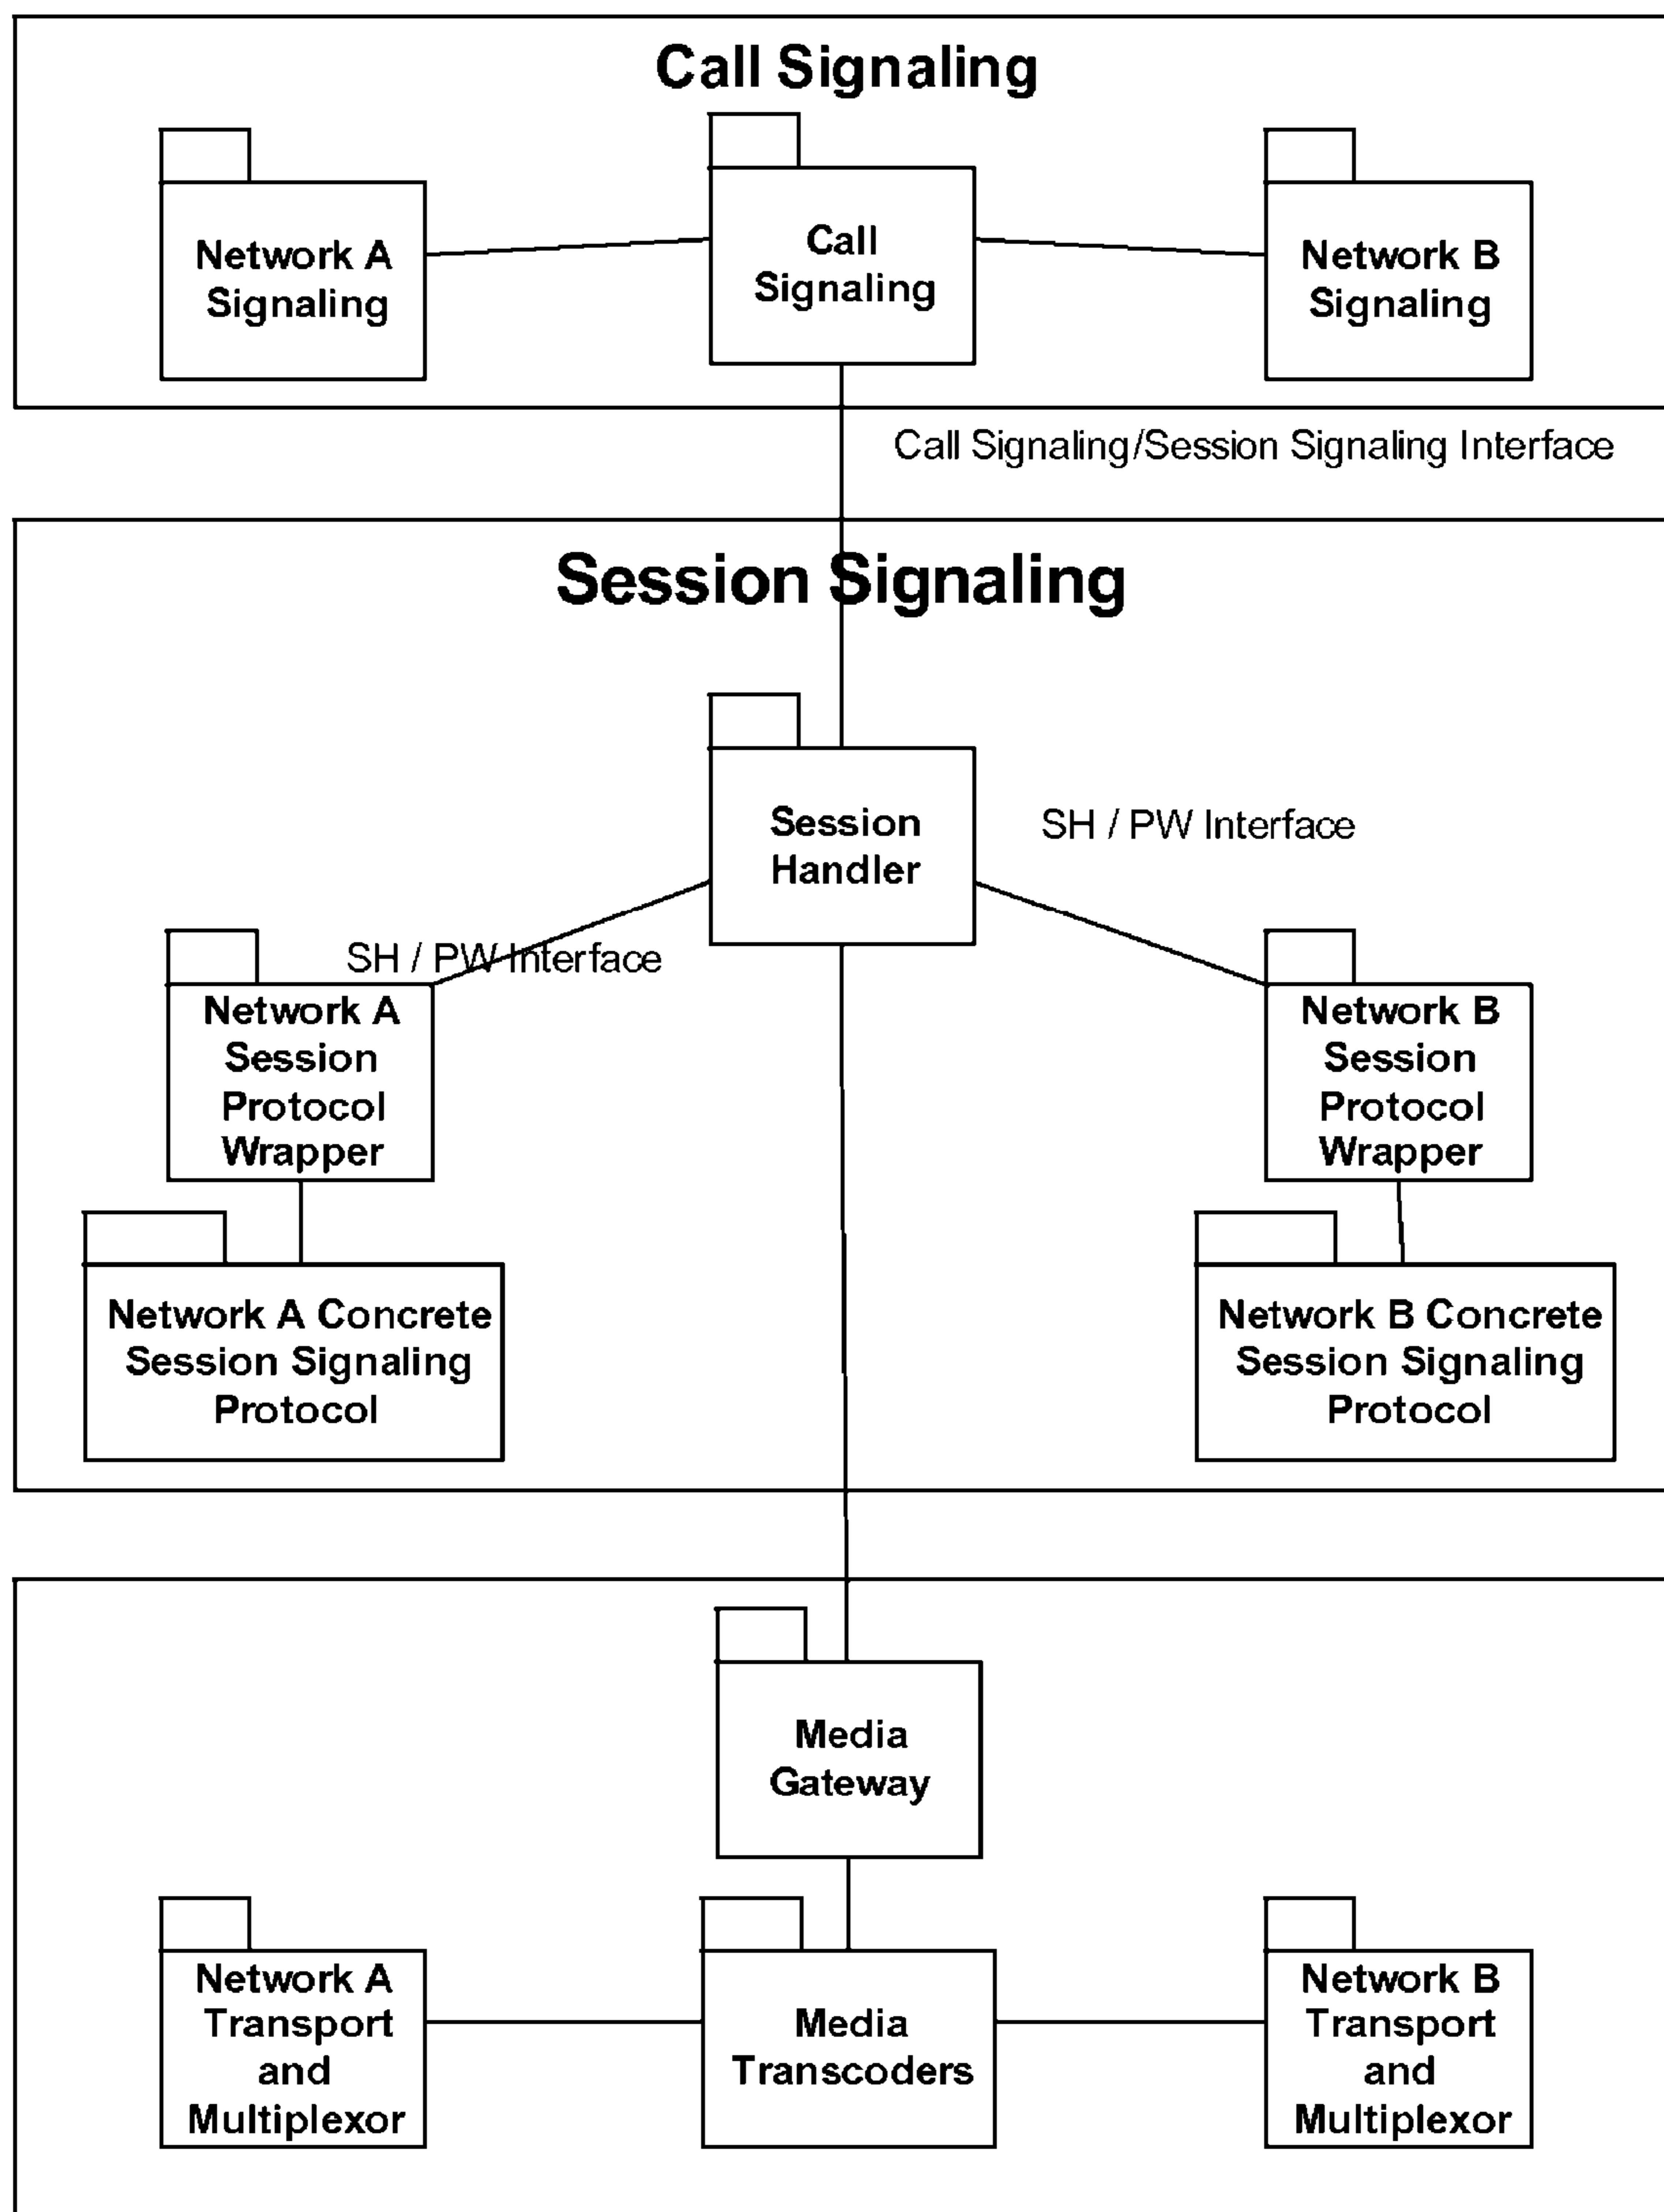 Call Signaling
Network A
Signaling
Call
Signaling
Network B
Signaling
Call Signaling/Session Signaling Interface
Session Signaling
Session
Handler
SH / PW Interface
SH / PW Interface
Network A
Session
Protocol
Wrapper
Network B
Session
Protocol
Wrapper
Network A Concrete
Session Signaling
Protocol
Network B Concrete
Session Signaling
Protocol
Media
Gateway
Network A
Transport
and
Multiplexor
Media
Transcoders
Network B
Transport
and
Multiplexor